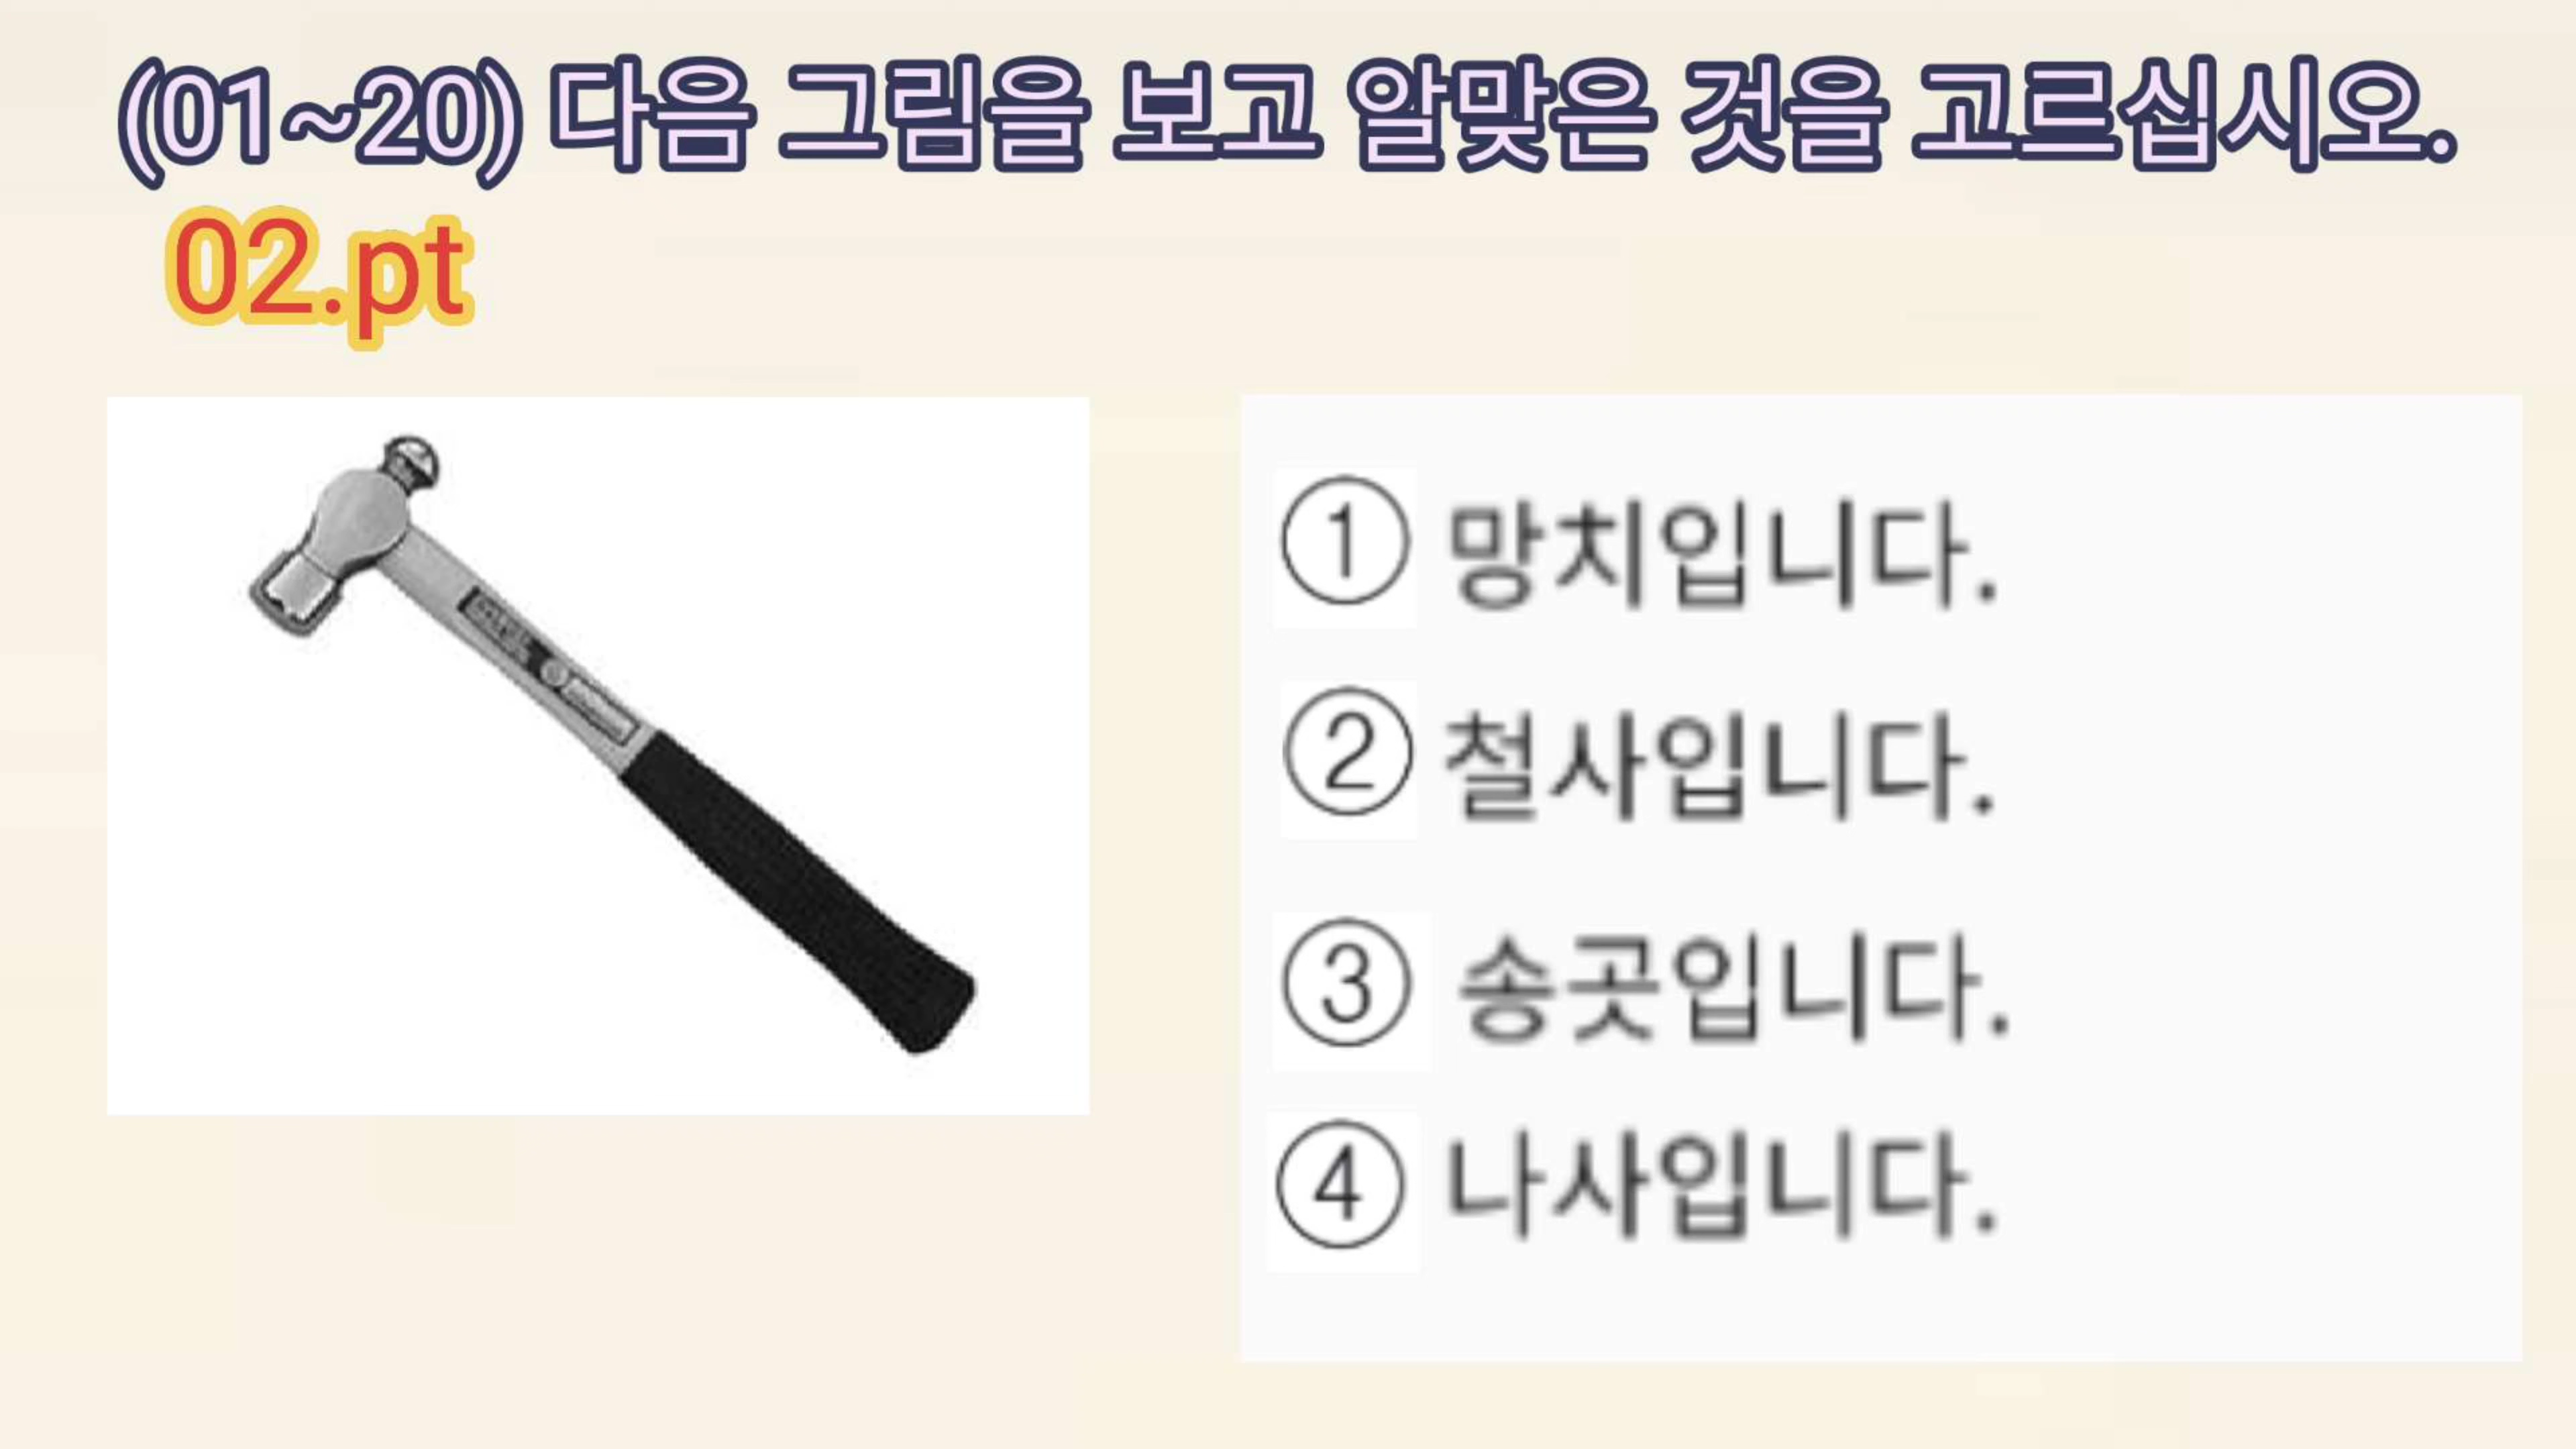 (01~20) 다음 그림을 보고 알맞은 것을 고르십시오.
02.pt
① 망치입니다.
② 철사입니다.
③ 송곳입니다.
④ 나사입니다.